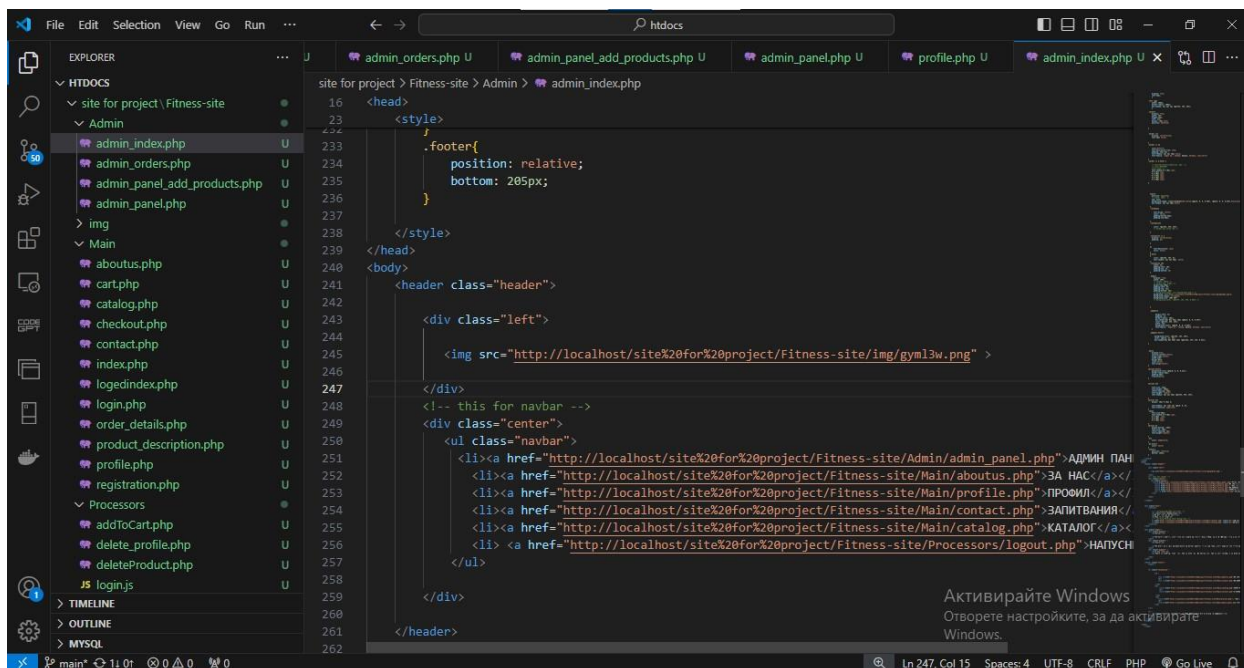 File Edit Selection View Go Run ···
htdocs
EXPLORER ···
admin_orders.php U
admin_panel_add_products.php U
admin_panel.php U
profile.php U
admin_index.php U
site for project > Fitness-site > Admin > admin_index.php
HTDOCS
site for project \ Fitness-site
Admin
admin_index.php U
admin_orders.php U
admin_panel_add_products.php U
admin_panel.php U
img
Main
aboutus.php U
cart.php U
catalog.php U
checkout.php U
contact.php U
index.php U
logedindex.php U
login.php U
order_details.php U
product_description.php U
profile.php U
registration.php U
Processors
addToCart.php U
delete_profile.php U
deleteProduct.php U
JS login.js U
TIMELINE
OUTLINE
MYSQL
50
CODE GPT
1
16 <head>
23 <style>
232 }
233 .footer{
234 position: relative;
235 bottom: 205px;
236 }
237
238 </style>
239 </head>
240 <body>
241 <header class="header">
242
243 <div class="left">
244
245 <img src="http://localhost/site%20for%20project/Fitness-site/img/gyml3w.png" >
246
247 </div>
248 <!-- this for navbar -->
249 <div class="center">
250 <ul class="navbar">
251 <li><a href="http://localhost/site%20for%20project/Fitness-site/Admin/admin_panel.php">АДМИН ПАН
252 <li><a href="http://localhost/site%20for%20project/Fitness-site/Main/aboutus.php">ЗА НАС</a></
253 <li><a href="http://localhost/site%20for%20project/Fitness-site/Main/profile.php">ПРОФИЛ</a></
254 <li><a href="http://localhost/site%20for%20project/Fitness-site/Main/contact.php">ЗАПИТВАНИЯ</
255 <li><a href="http://localhost/site%20for%20project/Fitness-site/Main/catalog.php">КАТАЛОГ</a><
256 <li> <a href="http://localhost/site%20for%20project/Fitness-site/Processors/logout.php">НАПУСН
257 </ul>
258
259 </div>
260
261 </header>
262
Активирайте Windows
Отворете настройките, за да активирате
Windows.
main* 1↓ 0↑ 0 0 0
Ln 247, Col 15 Spaces: 4 UTF-8 CRLF PHP Go Live